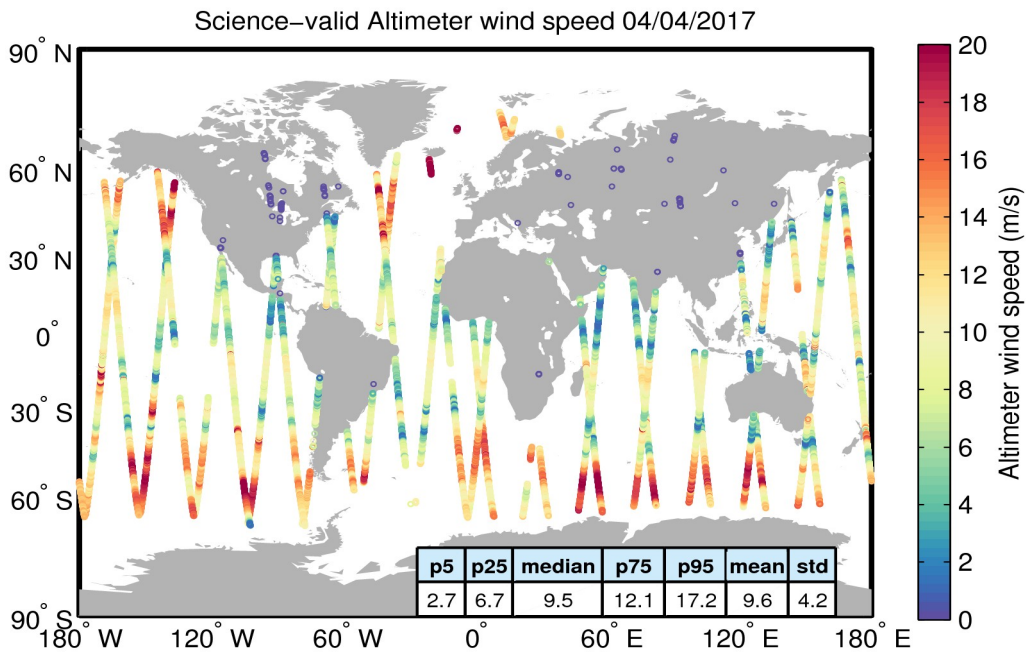 Science−valid Altimeter wind speed 04/04/2017
90° N
60° N
30° N
0°
30° S
60° S
90° S
180° W
120° W
60° W
0°
60° E
120° E
180° E
p5 p25 median p75 p95 mean std
2.7 6.7 9.5 12.1 17.2 9.6 4.2
20
18
16
14
12
10
8
6
4
2
0
Altimeter wind speed (m/s)